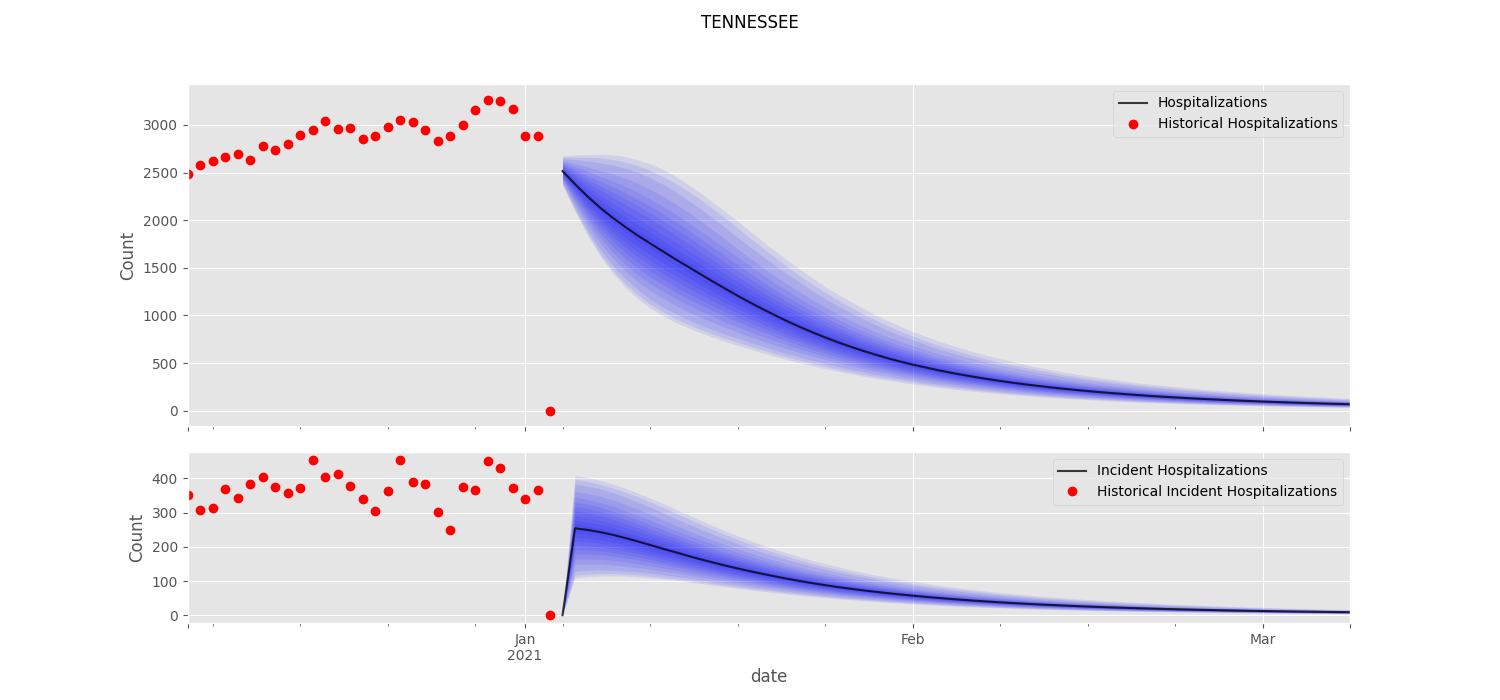 TENNESSEE
Hospitalizations
Historical Hospitalizations
3000
2500
2000
1500
1000
500
0
Count
Incident Hospitalizations
Historical Incident Hospitalizations
400
300
200
100
0
Count
Jan
2021
Feb
Mar
date